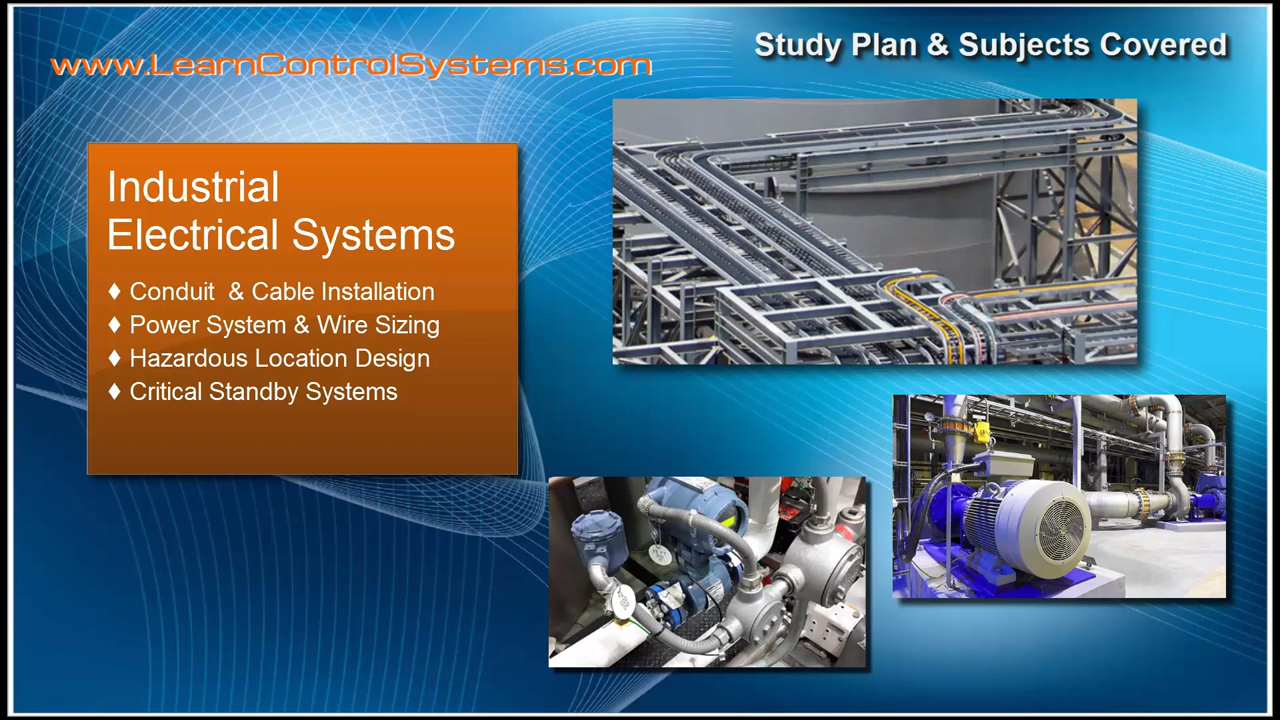 www.LearnControlSystems.com
Study Plan & Subjects Covered
Industrial
Electrical Systems
♦ Conduit & Cable Installation
♦ Power System & Wire Sizing
♦ Hazardous Location Design
♦ Critical Standby Systems